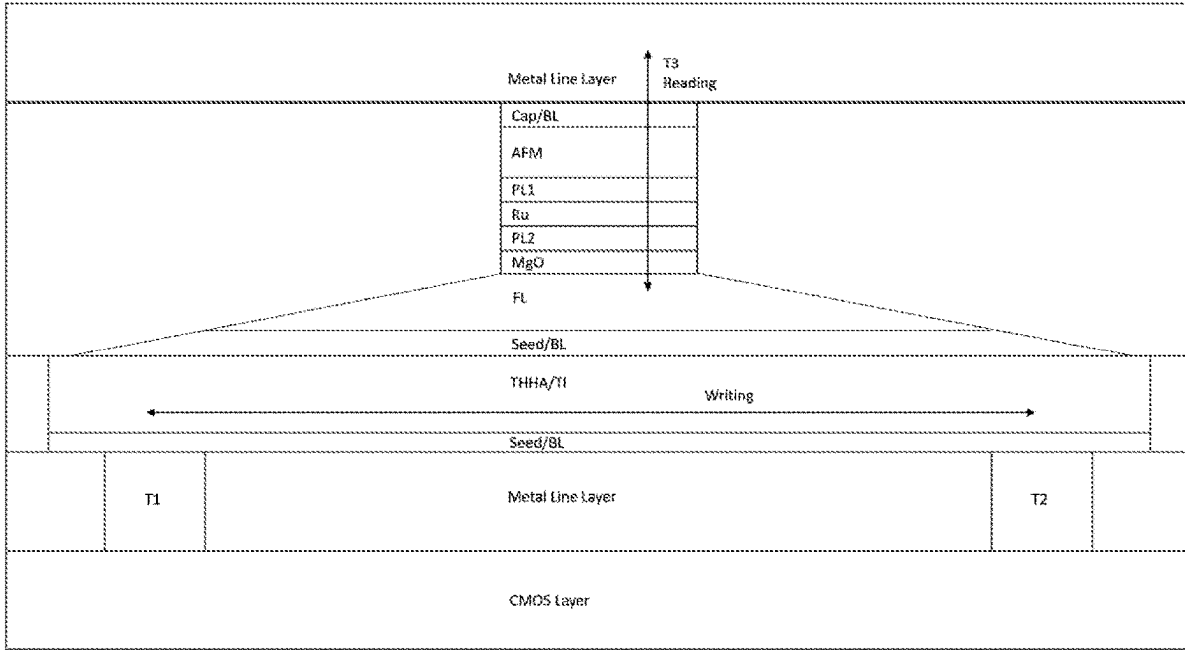 T3
Metal Line Layer
Reading
Cap/BL
AFM
PL1
Ru
PL2
MgO
FL
Seed/BL
THHA/TI
Writing
Seed/BL
T1
Metal Line Layer
T2
CMOS Layer